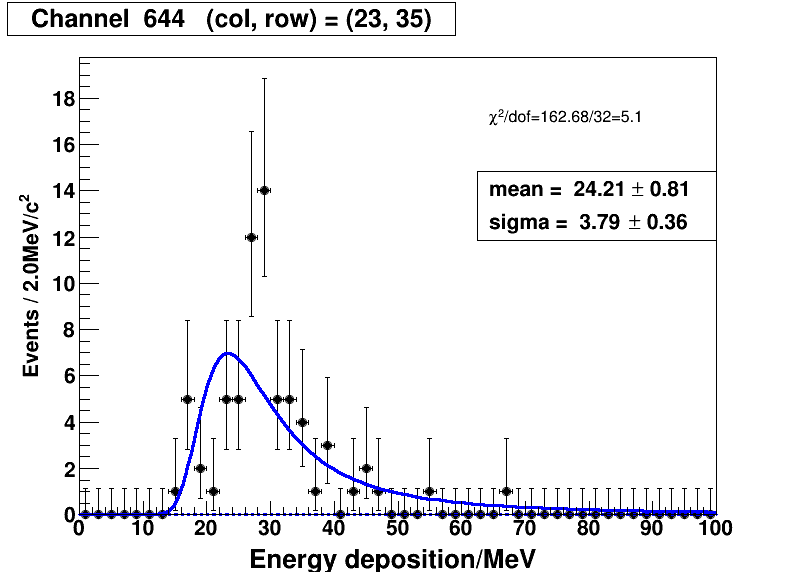 Channel 644 (col, row) = (23, 35)
χ²/dof=162.68/32=5.1
mean = 24.21 ± 0.81
sigma = 3.79 ± 0.36
Events / 2.0MeV/c²
18
16
14
12
10
8
6
4
2
0
0 10 20 30 40 50 60 70 80 90 100
Energy deposition/MeV